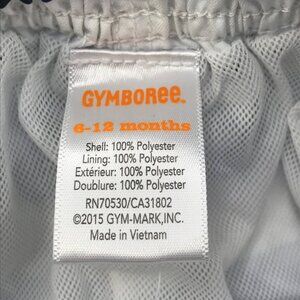 GYMBOREE.
6-12 months
Shell: 100% Polyester
Lining: 100% Polyester
Extérieur: 100% Polyester
Doublure: 100% Polyester
RN70530/CA31802
©2015 GYM-MARK,INC.
Made in Vietnam